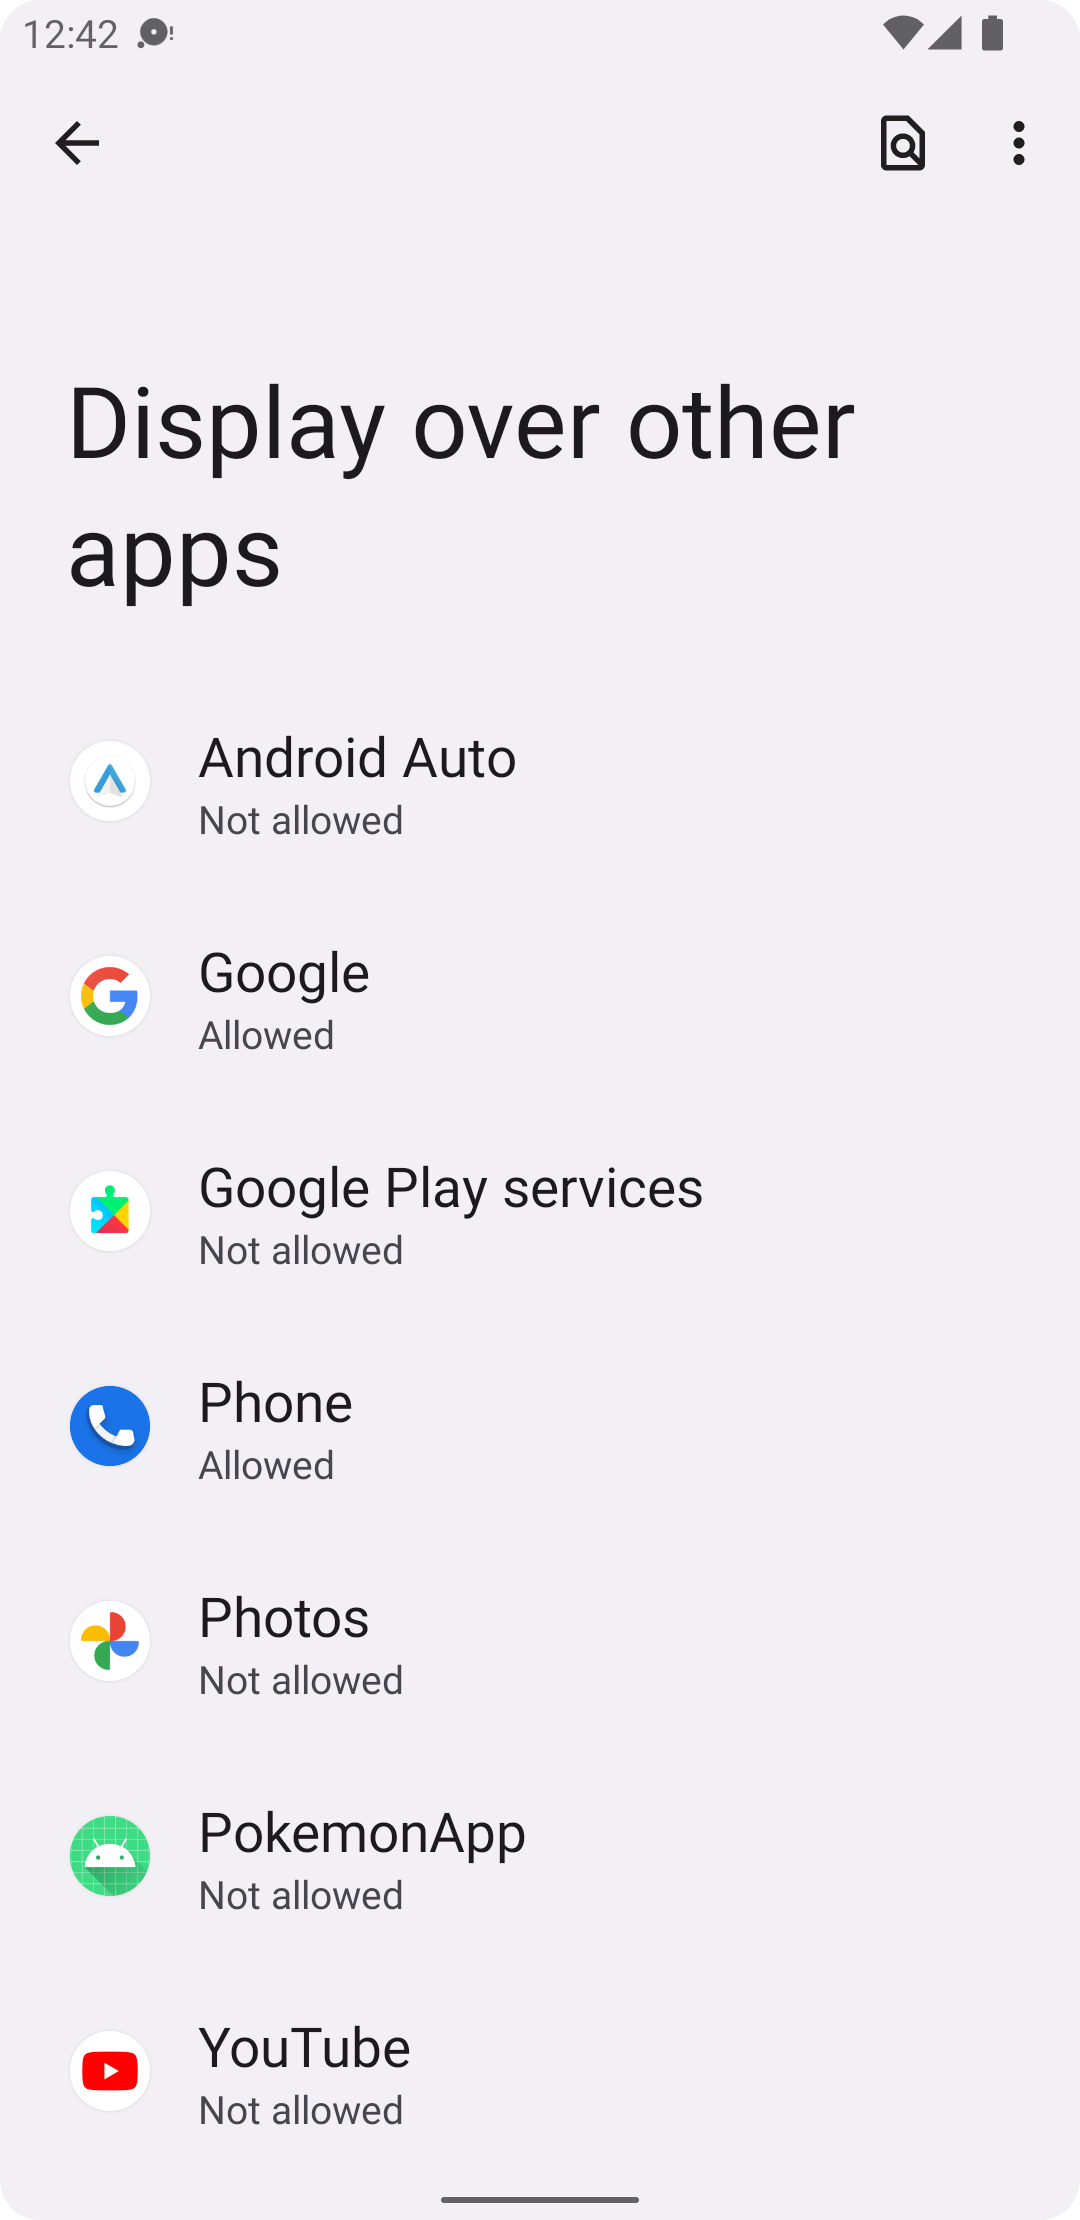 12:42
Display over other
apps
Android Auto
Not allowed
Google
Allowed
Google Play services
Not allowed
Phone
Allowed
Photos
Not allowed
PokemonApp
Not allowed
YouTube
Not allowed